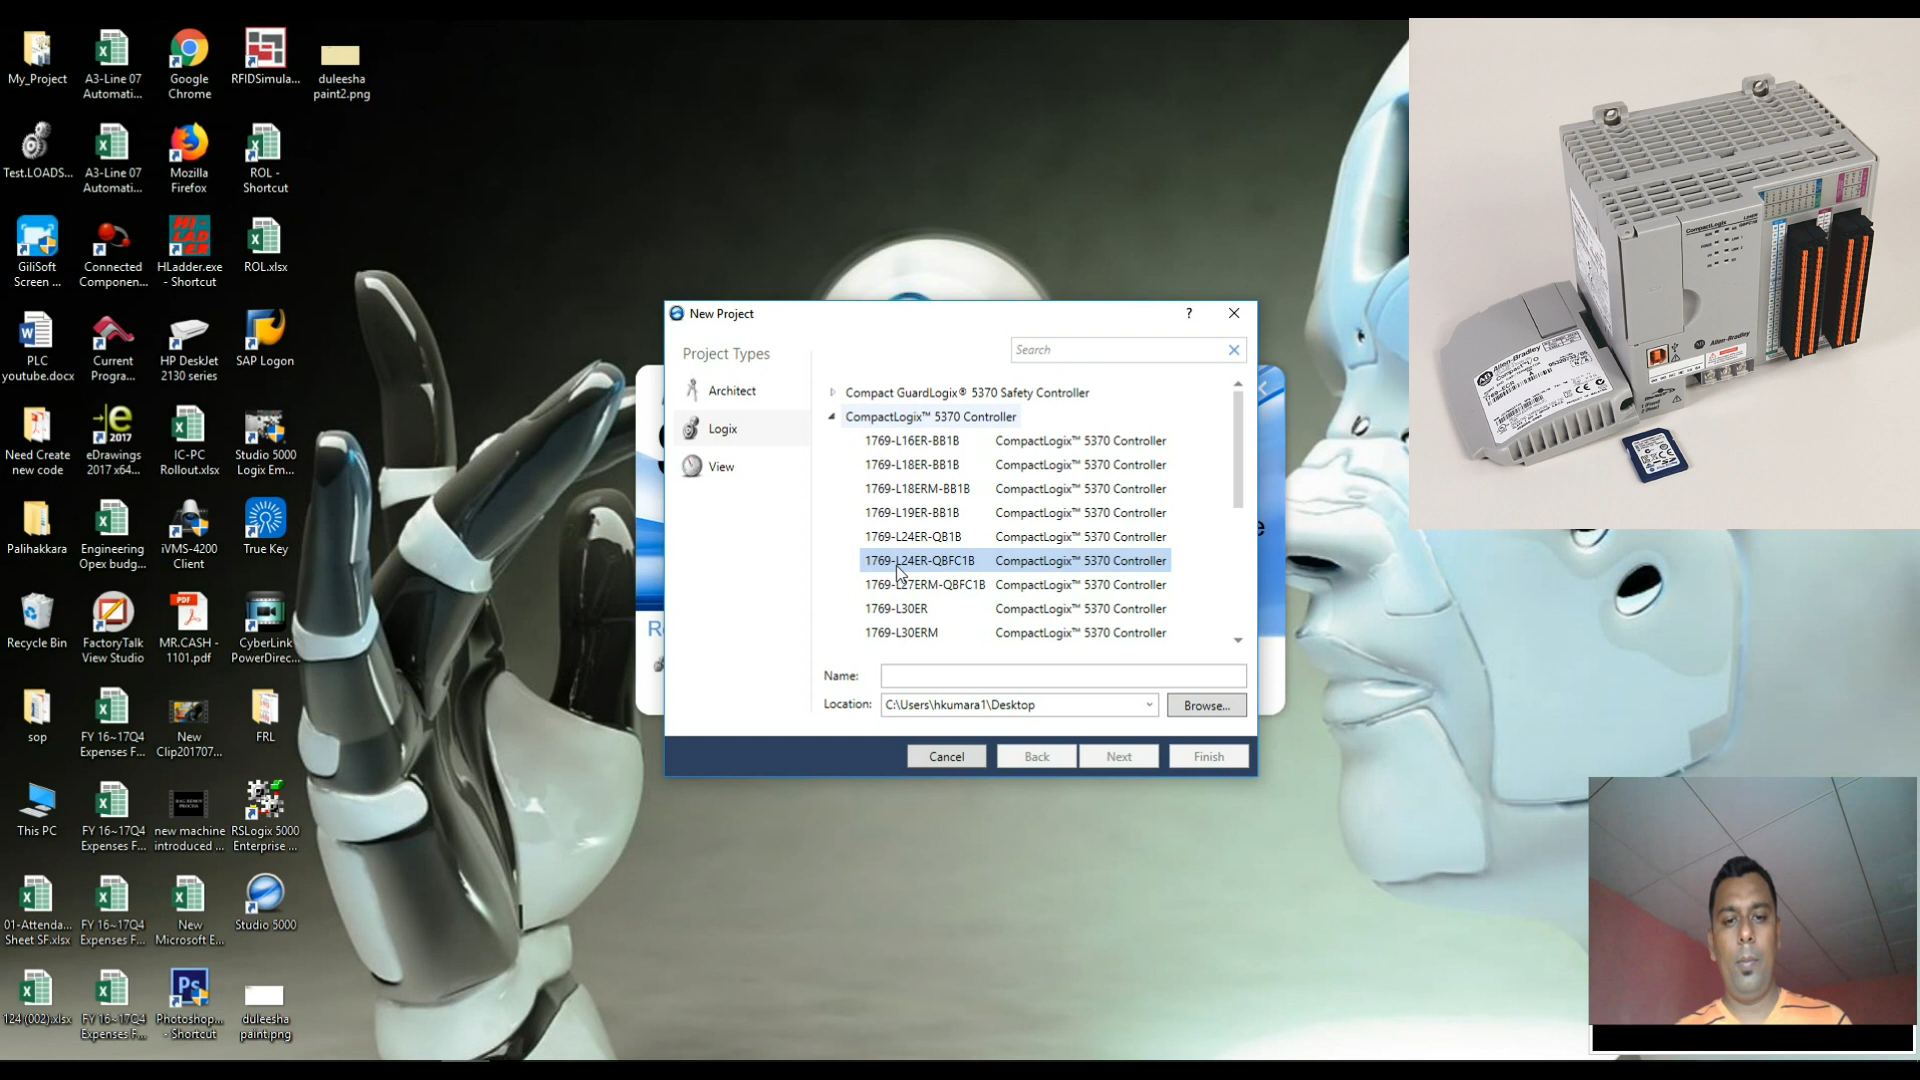 My_Project
A3-Line 07
Automati...
Google
Chrome
RFIDSimula...
duleesha
paint2.png
Test.LOADS...
A3-Line 07
Automati...
Mozilla
Firefox
ROL -
Shortcut
GiliSoft
Screen ...
Connected
Componen...
HLadder.exe
- Shortcut
ROL.xlsx
PLC
youtube.docx
Current
Progra...
HP DeskJet
2130 series
SAP Logon
Need Create
new code
eDrawings
2017 x64...
IC-PC
Rollout.xlsx
Studio 5000
Logix Em...
Palihakkara
Engineering
Opex budg...
iVMS-4200
Client
True Key
Recycle Bin
FactoryTalk
View Studio
MR.CASH -
1101.pdf
CyberLink
PowerDirec...
sop
FY 16~17Q4
Expenses F...
New
Clip201707...
FRL
This PC
FY 16~17Q4
Expenses F...
new machine
introduced ...
RSLogix 5000
Enterprise ...
01-Attenda...
Sheet SF.xlsx
FY 16~17Q4
Expenses F...
New
Microsoft E...
Studio 5000
124 (002).xlsx
FY 16~17Q4
Expenses F...
Photoshop...
- Shortcut
duleesha
paint.png
New Project
?
Project Types
Search
Architect
Logix
View
Compact GuardLogix® 5370 Safety Controller
CompactLogix™ 5370 Controller
1769-L16ER-BB1B CompactLogix™ 5370 Controller
1769-L18ER-BB1B CompactLogix™ 5370 Controller
1769-L18ERM-BB1B CompactLogix™ 5370 Controller
1769-L19ER-BB1B CompactLogix™ 5370 Controller
1769-L24ER-QB1B CompactLogix™ 5370 Controller
1769-L24ER-QBFC1B CompactLogix™ 5370 Controller
1769-L27ERM-QBFC1B CompactLogix™ 5370 Controller
1769-L30ER CompactLogix™ 5370 Controller
1769-L30ERM CompactLogix™ 5370 Controller
Name:
Location: C:\Users\hkumara1\Desktop
Browse...
Cancel
Back
Next
Finish
R
e
CompactLogix
Allen-Bradley
Allen-Bradley